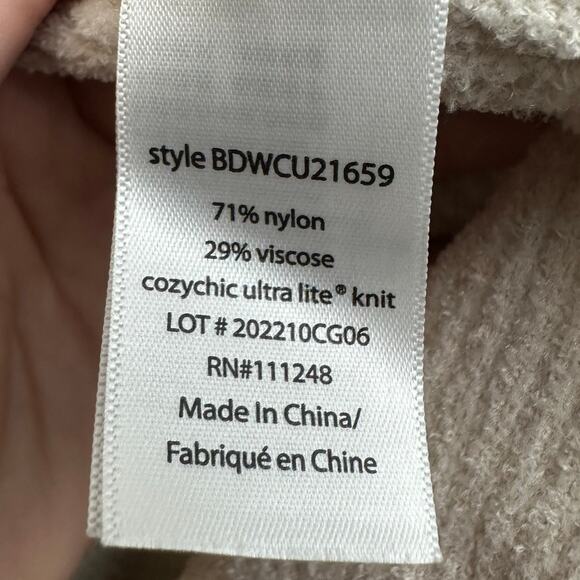 style BDWCU21659
71% nylon
29% viscose
cozychic ultra lite® knit
LOT # 202210CG06
RN#111248
Made In China/
Fabriqué en Chine